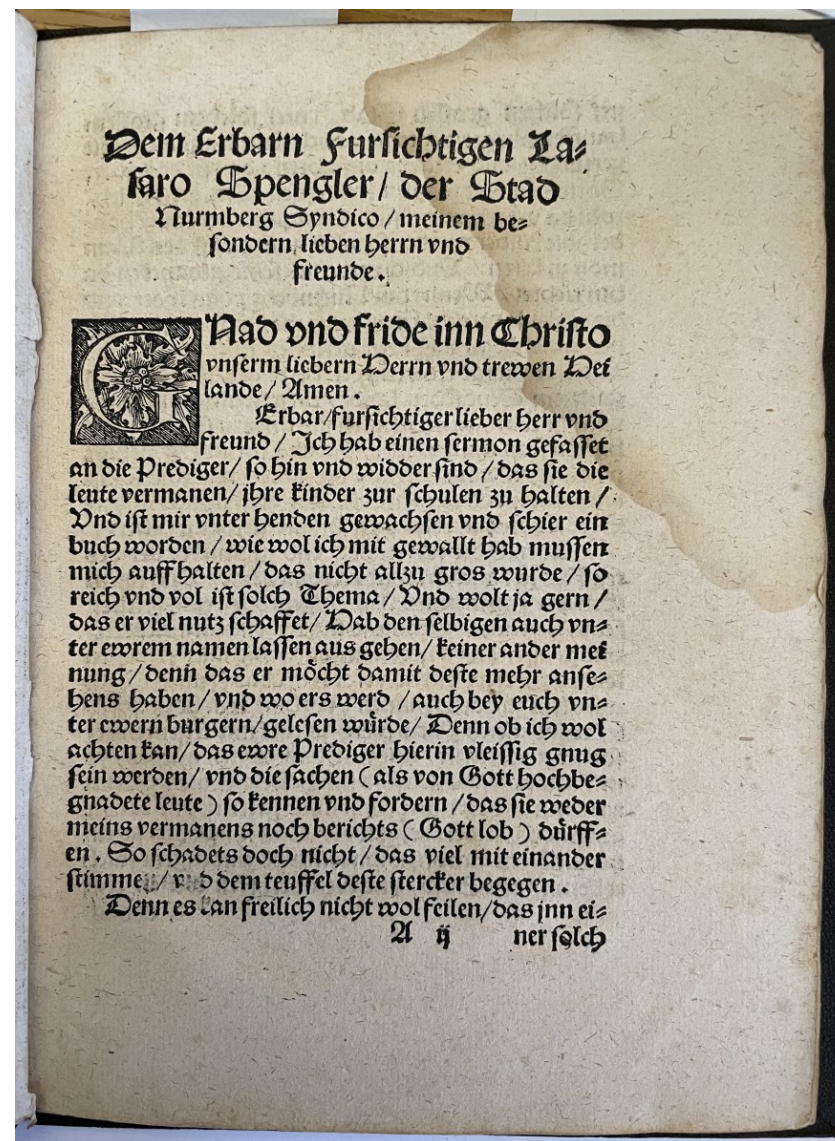 Dem Erbarn Fursichtigen La⸗
saro Spengler / der Stad
Nurmberg Syndico / meinem be⸗
sondern, lieben herrn vnd
freunde.
GNad vnd fride inn Christo
vnserm liebern Herrn vnd trewen Hei
lande / Amen.
Erbar / fursichtiger lieber herr vnd
freund / Ich hab einen sermon gefasset
an die Prediger / so hin vnd widder sind / das sie die
leute vermanen / jhre kinder zur schulen zu halten /
Vnd ist mir vnter henden gewachsen vnd schier ein
buch worden / wie wol ich mit gewallt hab mussen
mich auffhalten / das nicht allzu gros wurde / so
reich vnd vol ist solch Thema / Vnd wolt ja gern /
das er viel nutz schaffet / Hab den selbigen auch vn⸗
ter ewrem namen lassen aus gehen / keiner ander mei
nung / denn das er möcht damit deste mehr anse⸗
hens haben / vnd wo ers werd / auch bey euch vn⸗
ter ewern burgern / gelesen würde / Denn ob ich wol
achten kan / das ewre Prediger hierin vleissig gnug
sein werden / vnd die sachen ( als von Gott hochbe⸗
gnadete leute ) so kennen vnd fordern / das sie weder
meins vermanens noch berichts ( Gott lob ) dürff⸗
en. So schadets doch nicht / das viel mit einander
stimmen / vnd dem teuffel deste stercker begegen.
Denn es kan freilich nicht wol feilen / das jnn ei⸗
A ij ner solch